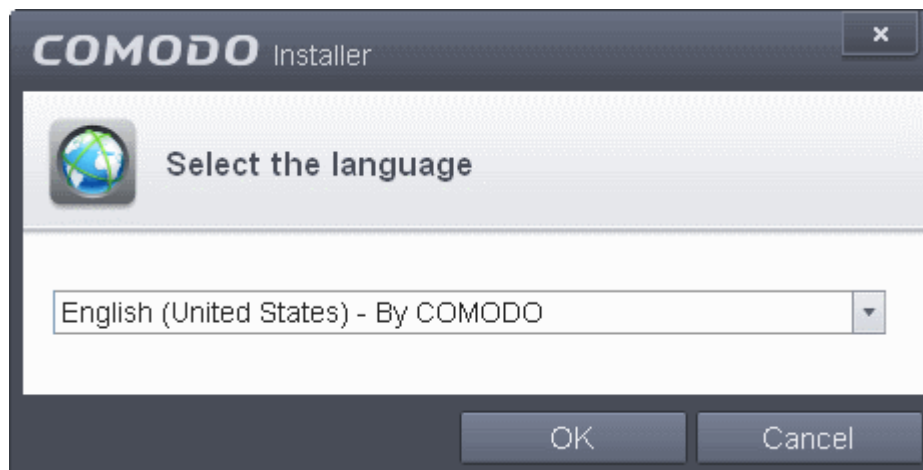 COMODO Installer
Select the language
English (United States) - By COMODO
OK Cancel